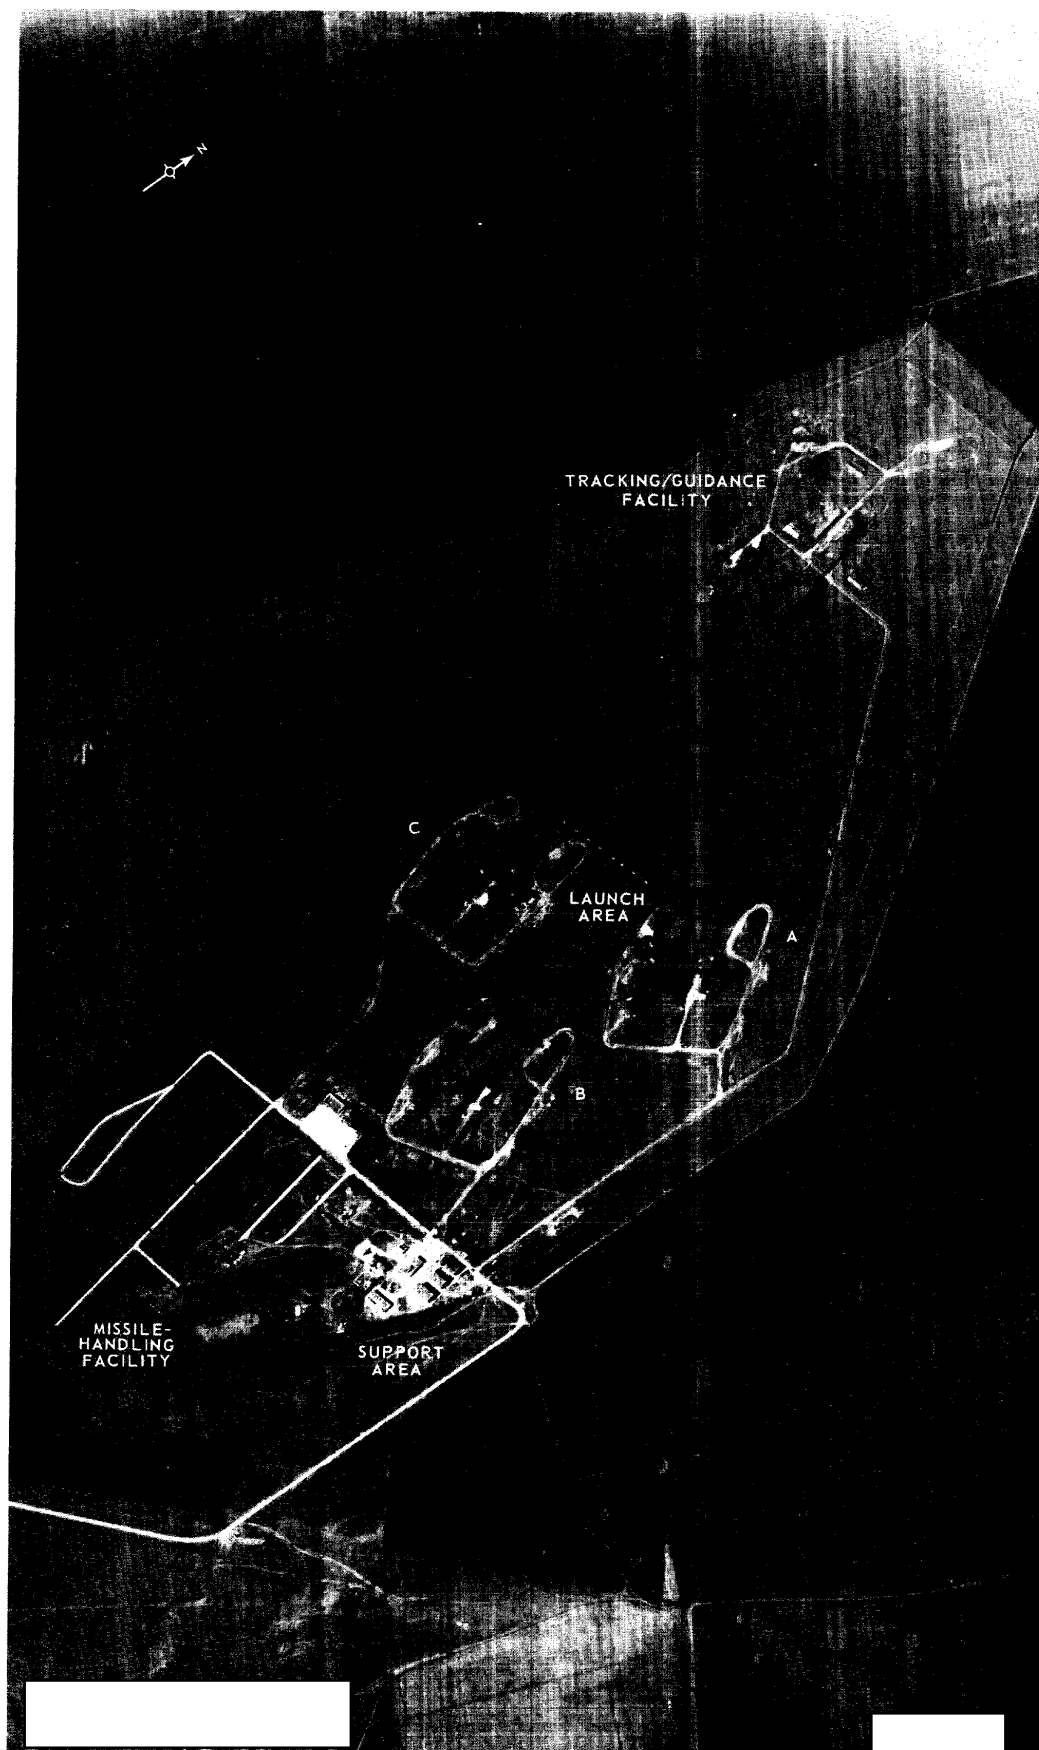 N
TRACKING/GUIDANCE
FACILITY
C
LAUNCH
AREA
A
B
MISSILE-
HANDLING
FACILITY
SUPPORT
AREA